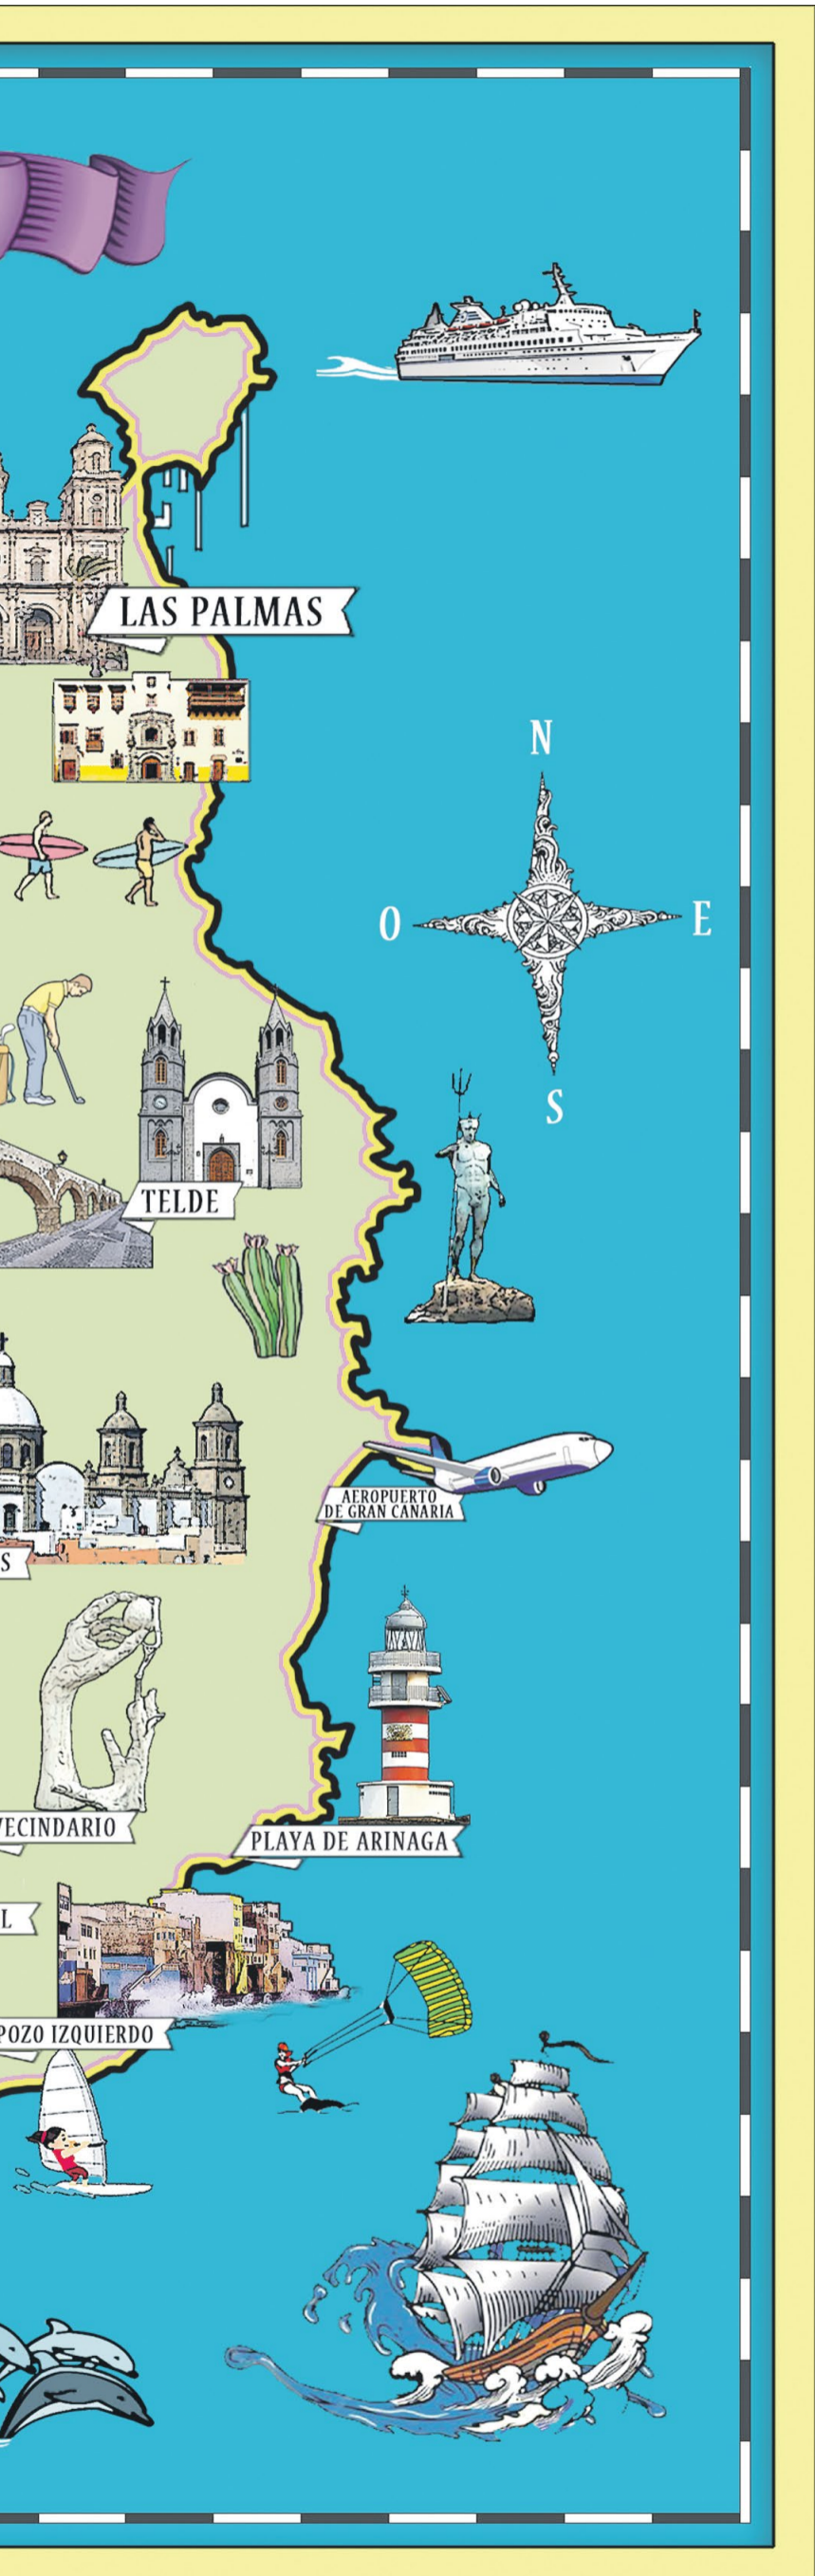 LAS PALMAS
N
O
E
S
TELDE
AEROPUERTO
DE GRAN CANARIA
S
VECINDARIO
PLAYA DE ARINAGA
L
POZO IZQUIERDO